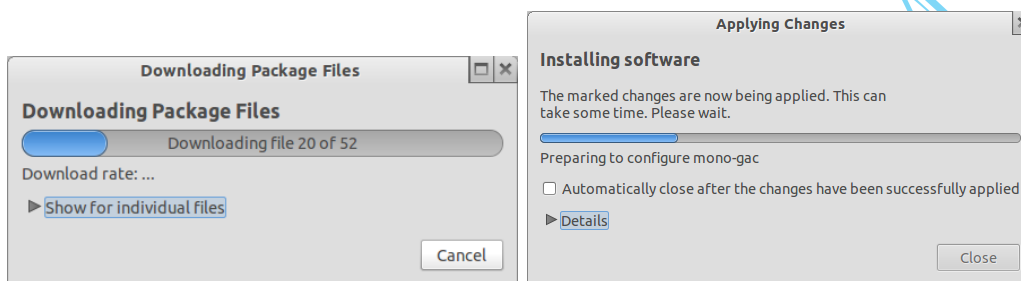 Downloading Package Files
Downloading Package Files
Downloading file 20 of 52
Download rate: ...
Show for individual files
Cancel
Applying Changes
Installing software
The marked changes are now being applied. This can
take some time. Please wait.
Preparing to configure mono-gac
Automatically close after the changes have been successfully applied
Details
Close